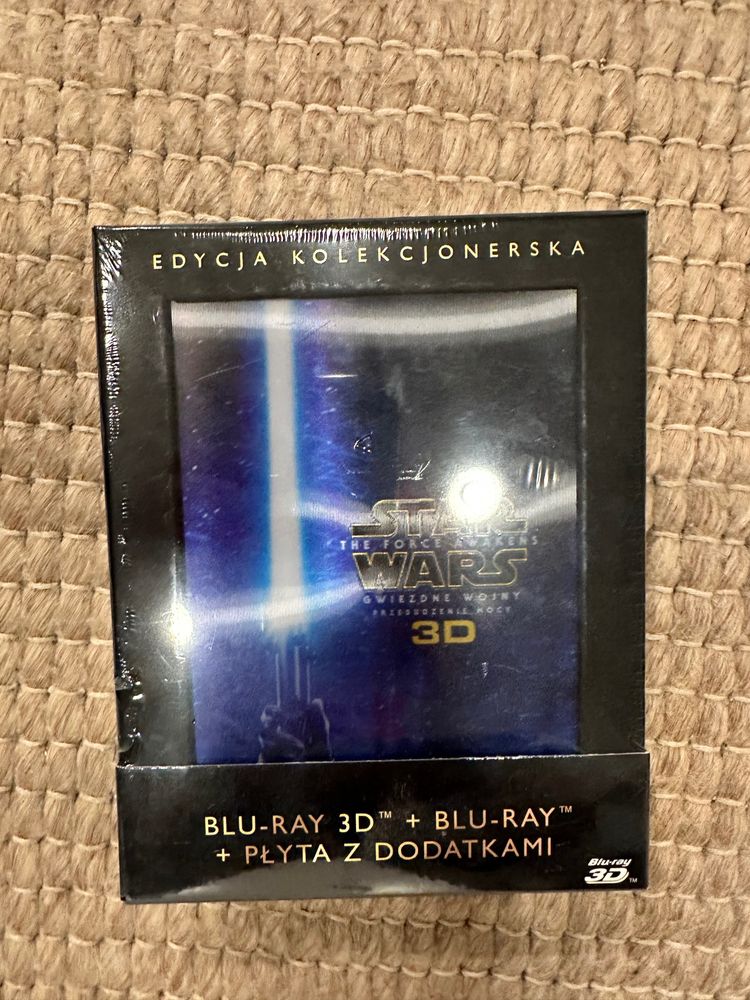 EDYCJA KOLEKCJONERSKA
STAR
THE FORCE AWAKENS
WARS
GWIEZDNE WOJNY
PRZEBUDZENIE MOCY
3D
BLU-RAY 3D™ + BLU-RAY™
+ PŁYTA Z DODATKAMI
Blu-ray
3D™